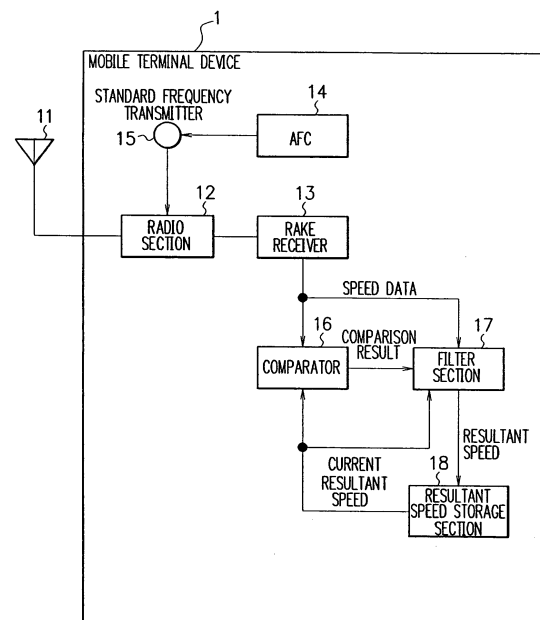 1
MOBILE TERMINAL DEVICE
STANDARD FREQUENCY
TRANSMITTER
11
15
14
AFC
12
RADIO
SECTION
13
RAKE
RECEIVER
SPEED DATA
16
COMPARATOR
COMPARISON
RESULT
17
FILTER
SECTION
RESULTANT
SPEED
CURRENT
RESULTANT
SPEED
18
RESULTANT
SPEED STORAGE
SECTION